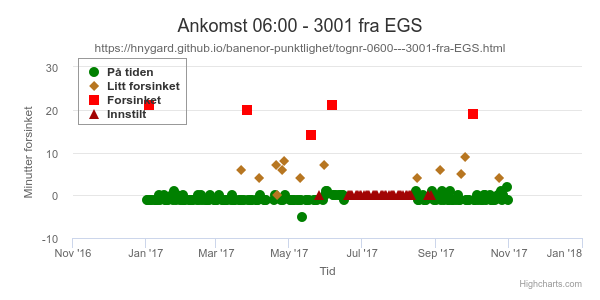 Ankomst 06:00 - 3001 fra EGS
https://hnygard.github.io/banenor-punktlighet/tognr-0600---3001-fra-EGS.html
På tiden
Litt forsinket
Forsinket
Innstilt
Minutter forsinket
30
20
10
0
-10
Nov '16 Jan '17 Mar '17 May '17 Jul '17 Sep '17 Nov '17 Jan '18
Tid
Highcharts.com